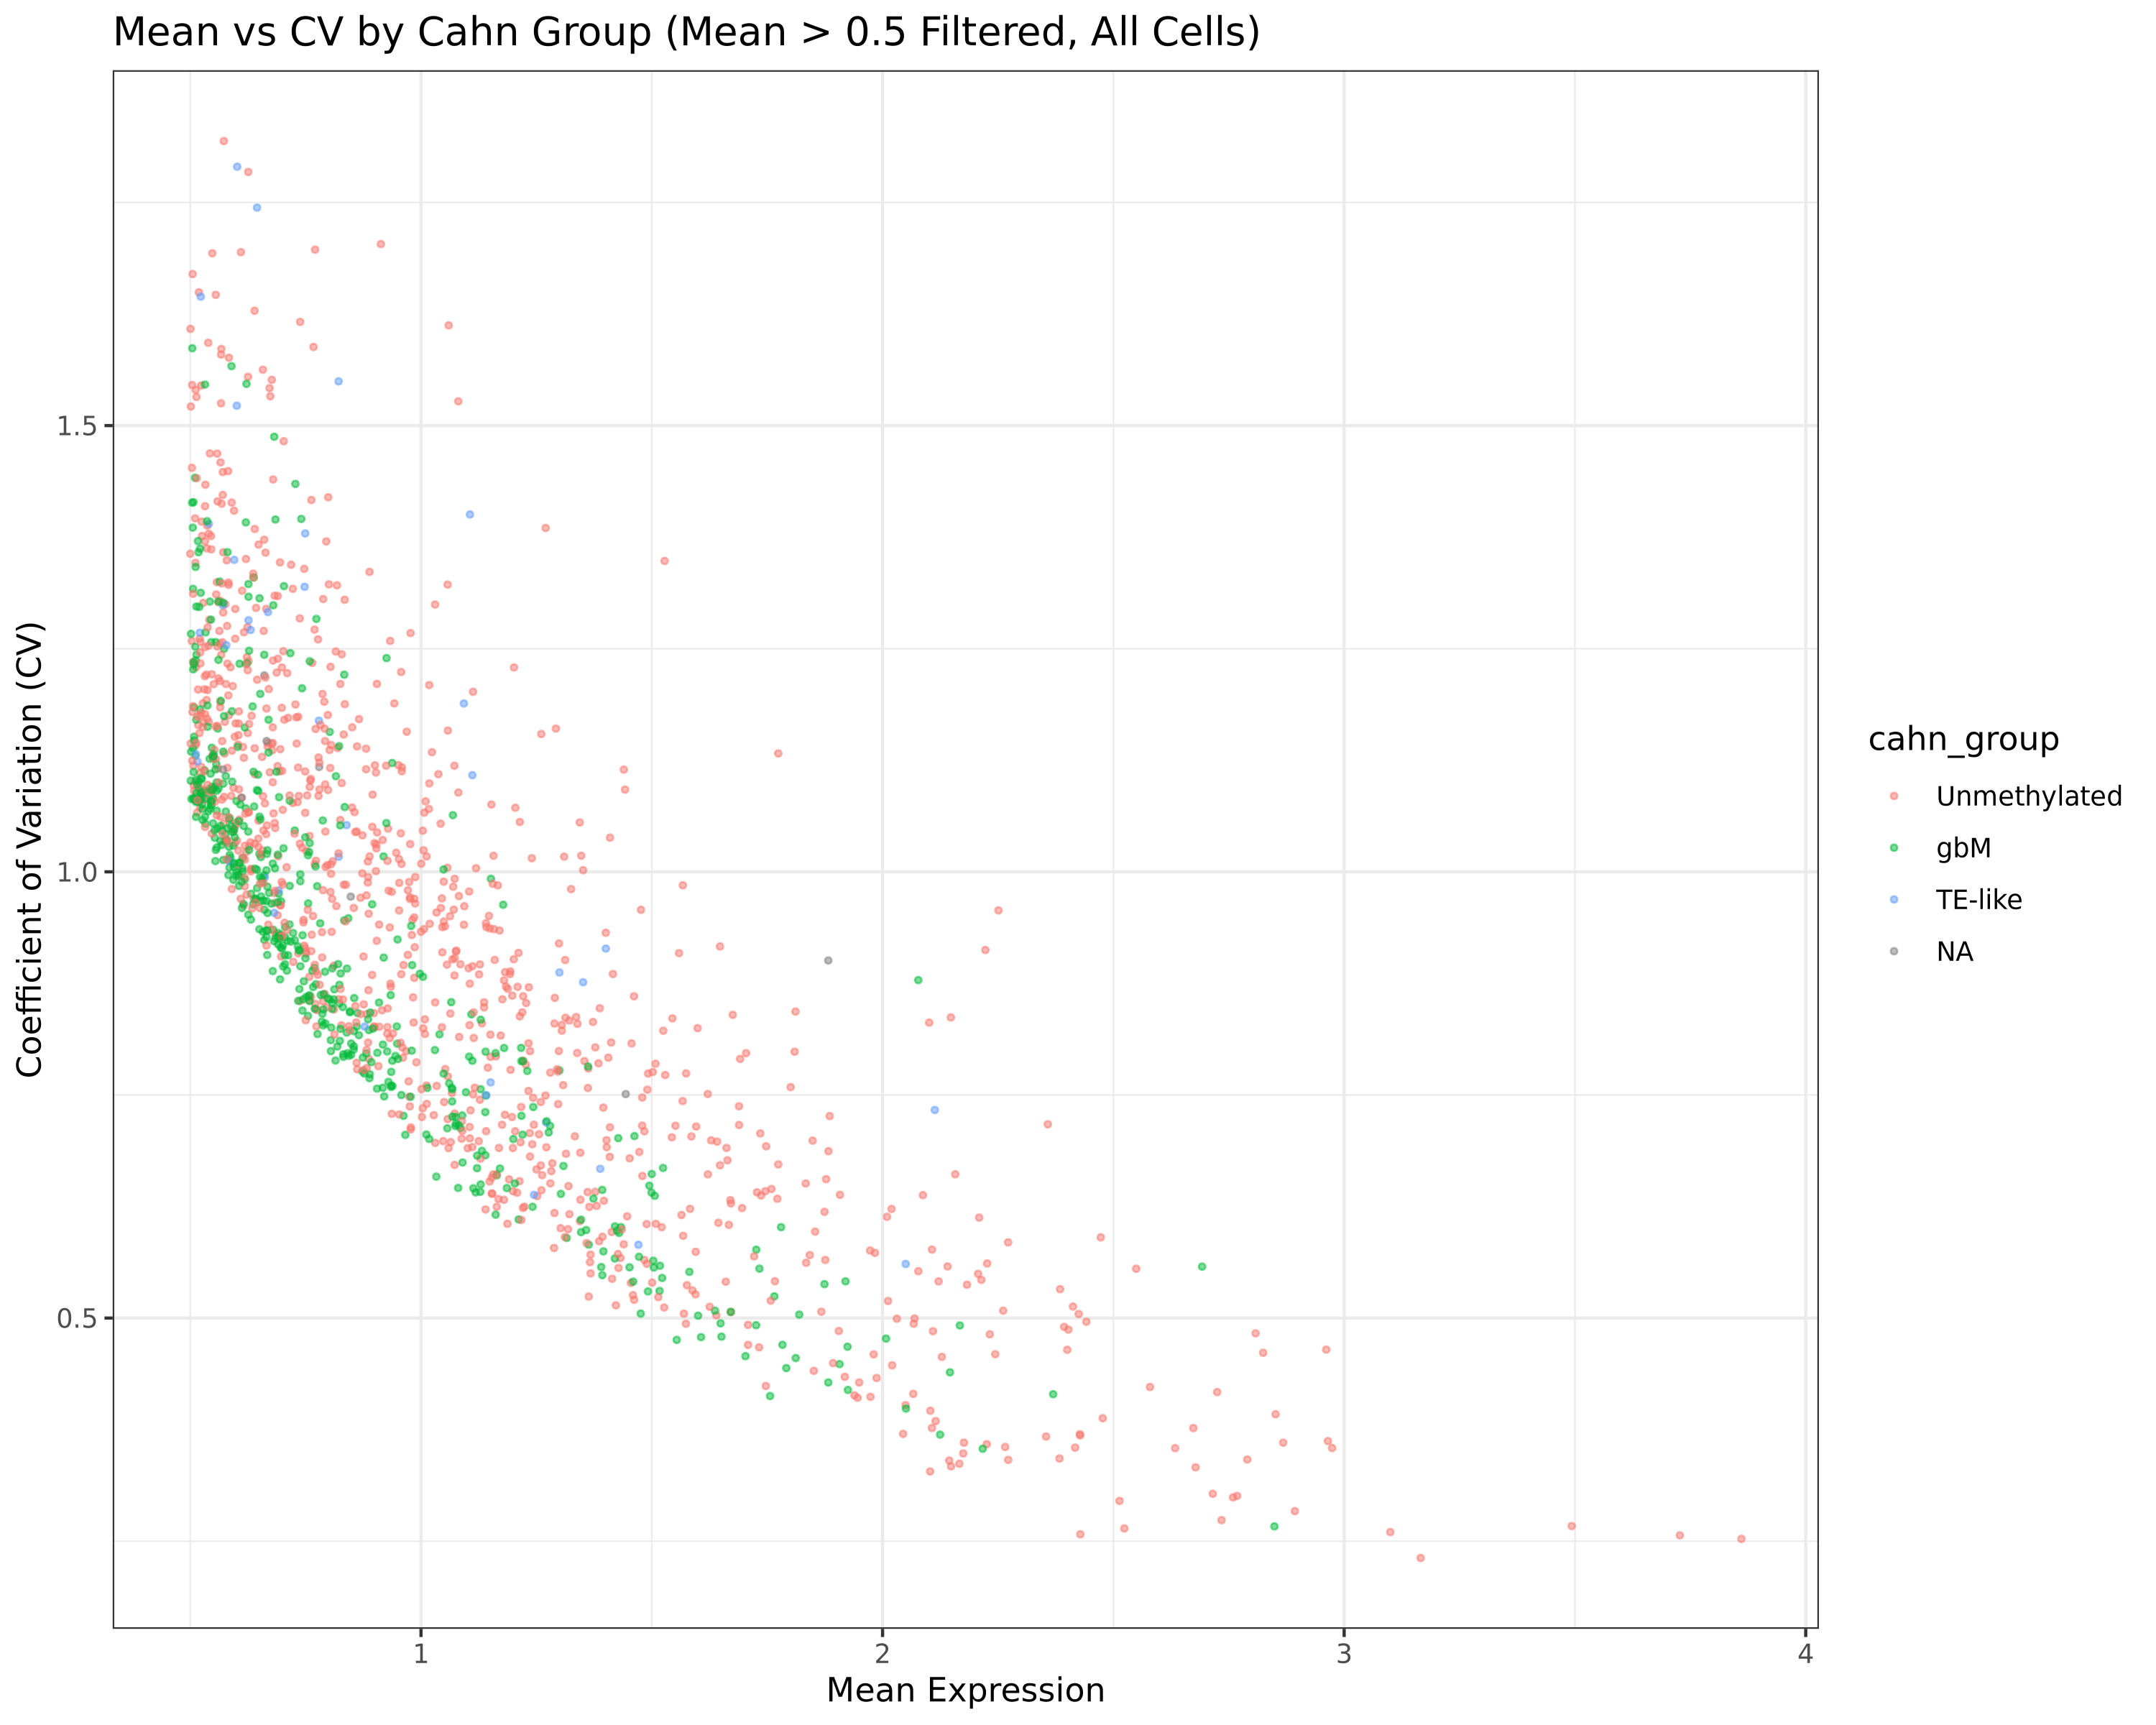 Mean vs CV by Cahn Group (Mean > 0.5 Filtered, All Cells)
Coefficient of Variation (CV)
1.5
1.0
0.5
1
2
3
4
Mean Expression
cahn_group
Unmethylated
gbM
TE-like
NA